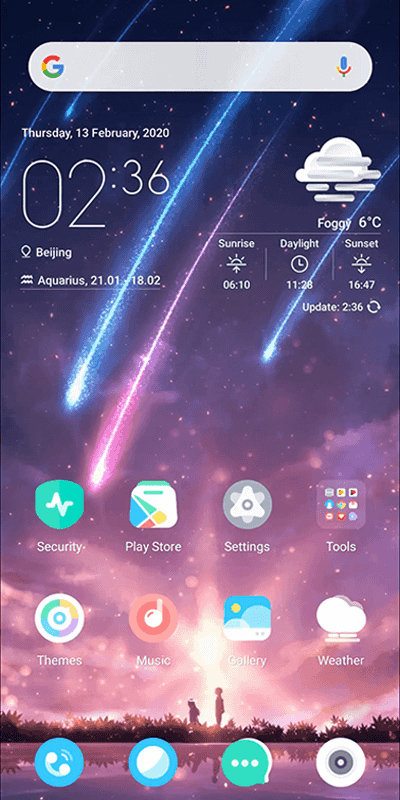 Thursday, 13 February, 2020
02:36
Foggy 6°C
Beijing
Sunrise Daylight Sunset
Aquarius, 21.01 - 18.02
06:10 11:28 16:47
Update: 2:36
Security
Play Store
Settings
Tools
Themes
Music
Gallery
Weather